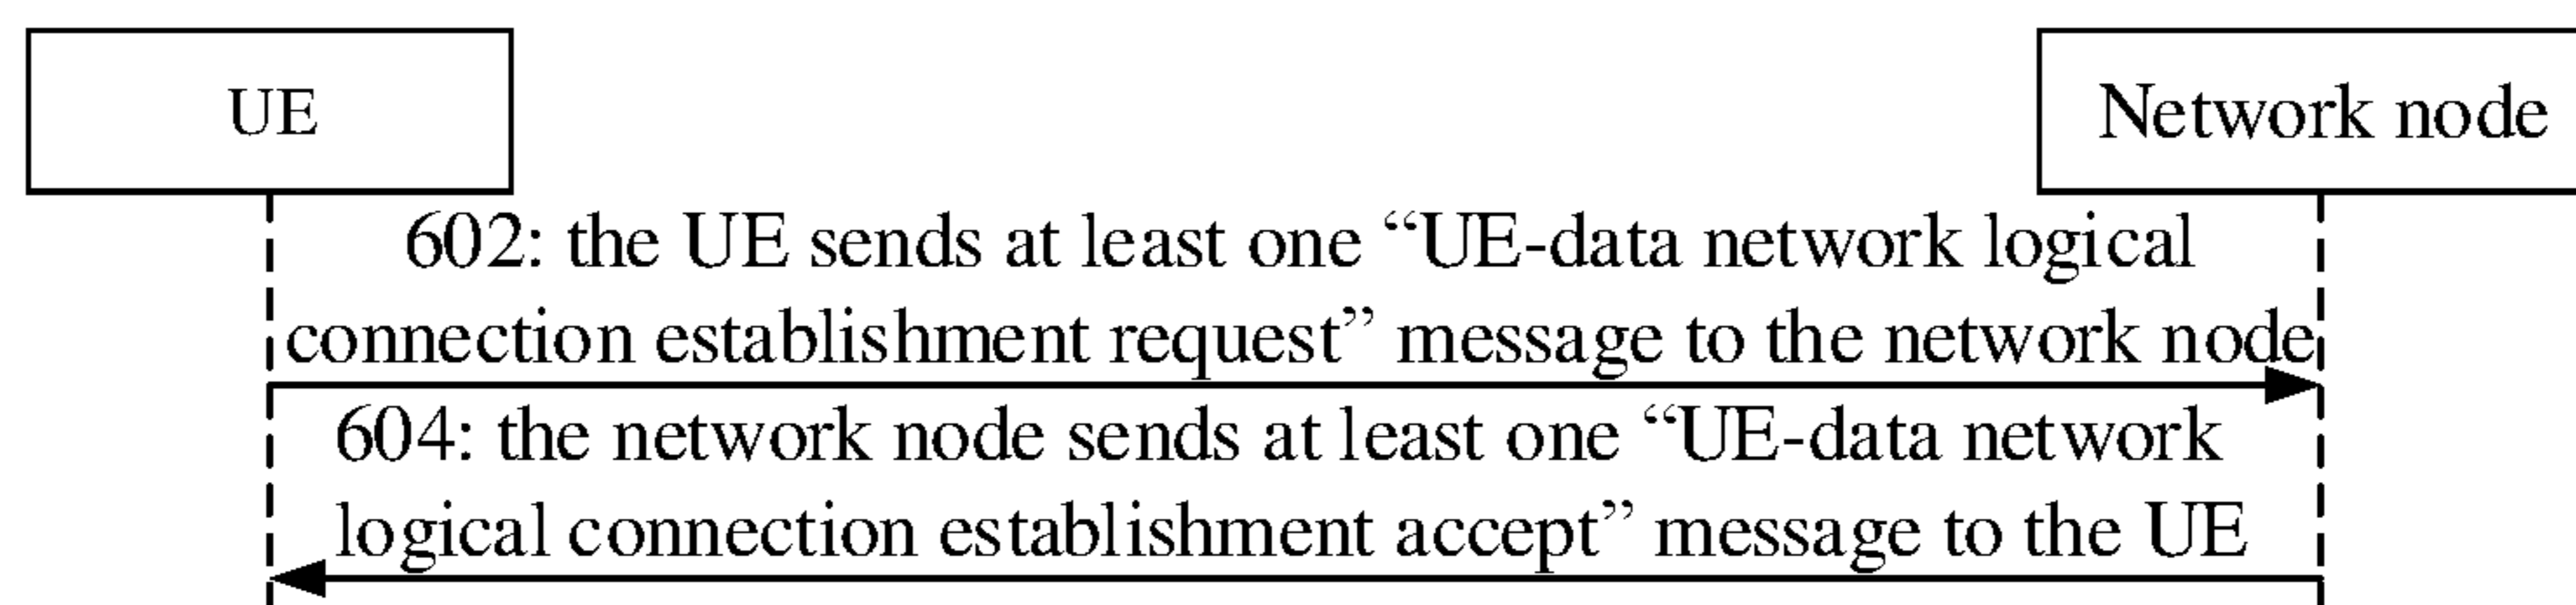 UE
Network node
602: the UE sends at least one “UE-data network logical
connection establishment request” message to the network node
604: the network node sends at least one “UE-data network
logical connection establishment accept” message to the UE